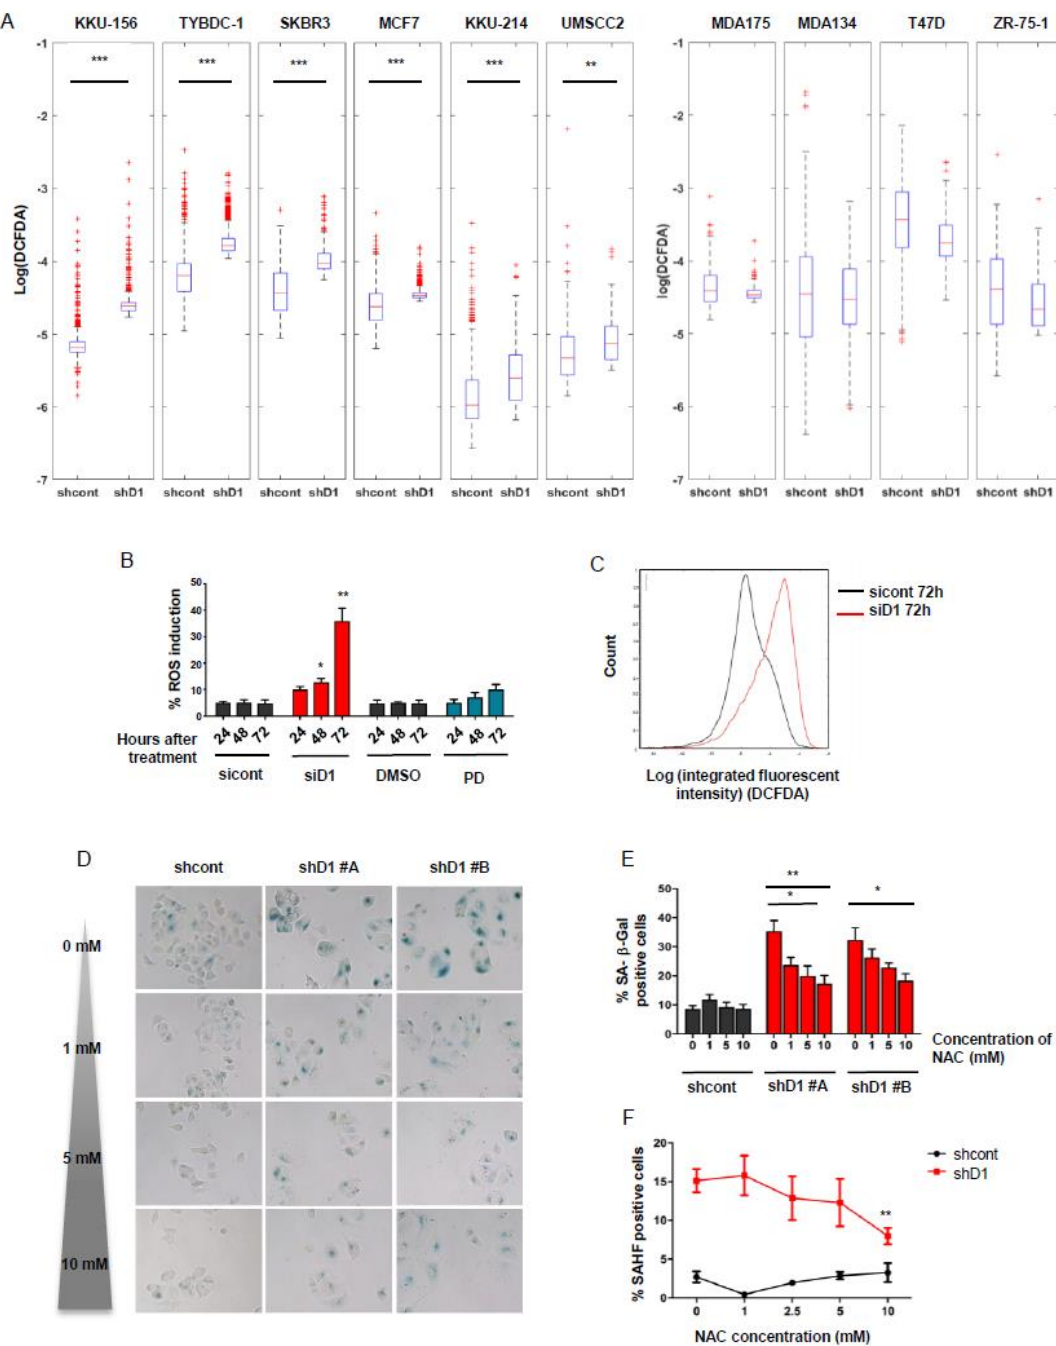 A
KKU-156 TYBDC-1 SKBR3 MCF7 KKU-214 UMSCC2 MDA175 MDA134 T47D ZR-75-1
*** *** *** *** *** **
-1 -1
-2 -2
-3 -3
-4 -4
-5 -5
-6 -6
-7 -7
Log(DCFDA)
log(DCFDA)
shcont shD1 shcont shD1 shcont shD1 shcont shD1 shcont shD1 shcont shD1 shcont shD1 shcont shD1 shcont shD1 shcont shD1
B
% ROS induction
50
40
30
20
10
0
* **
24 48 72 24 48 72 24 48 72 24 48 72
Hours after
treatment
sicont siD1 DMSO PD
C
Count
sicont 72h
siD1 72h
Log (integrated fluorescent
intensity) (DCFDA)
D
shcont shD1 #A shD1 #B
0 mM
1 mM
5 mM
10 mM
E
% SA- β-Gal
positive cells
50
40
30
20
10
0
**
* *
0 1 5 10 0 1 5 10 0 1 5 10
Concentration of
NAC (mM)
shcont shD1 #A shD1 #B
F
% SAHF positive cells
20
15
10
5
0
**
shcont
shD1
0 1 2.5 5 10
NAC concentration (mM)